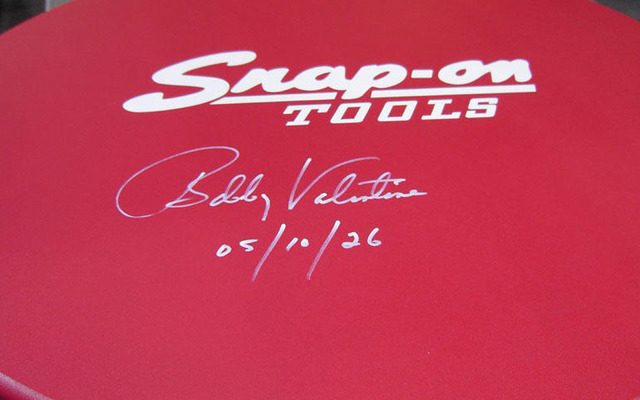 Snap-on
TOOLS
Bobby Valentine
05/10/26